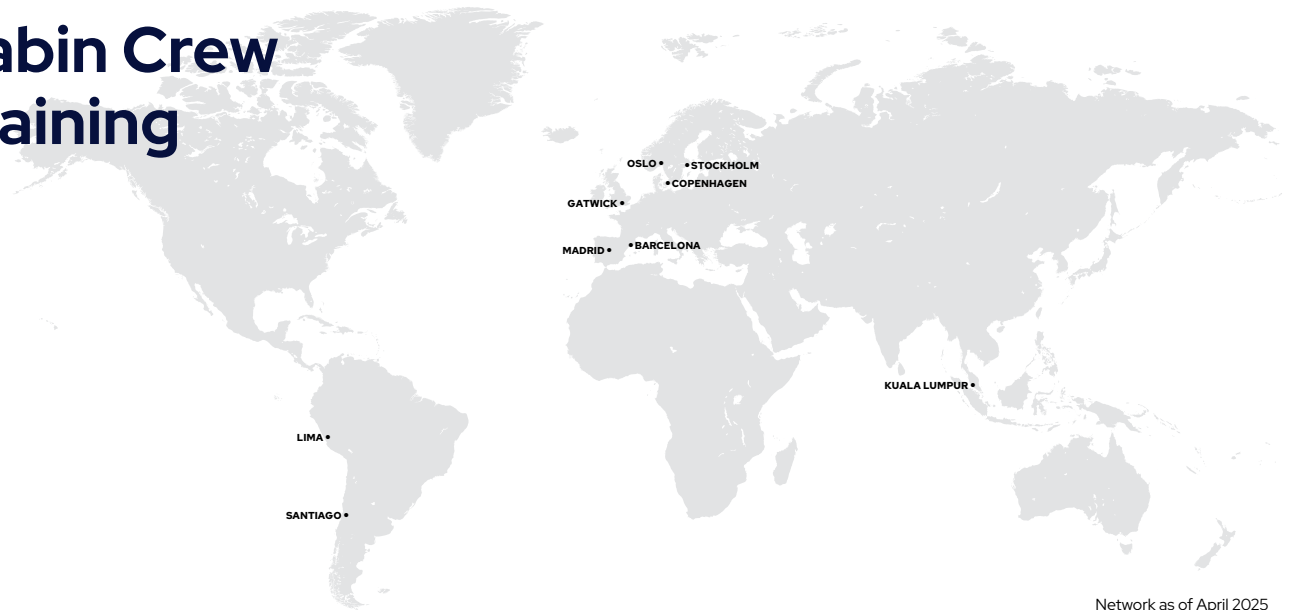 abin Crew
aining
OSLO
STOCKHOLM
COPENHAGEN
GATWICK
MADRID
BARCELONA
KUALA LUMPUR
LIMA
SANTIAGO
Network as of April 2025